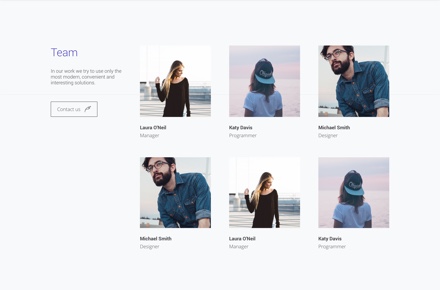 Team
In our work we try to use only the
most modern, convenient and
interesting solutions.
Contact us
Laura O'Neil
Manager
Katy Davis
Programmer
Michael Smith
Designer
Michael Smith
Designer
Laura O'Neil
Manager
Katy Davis
Programmer